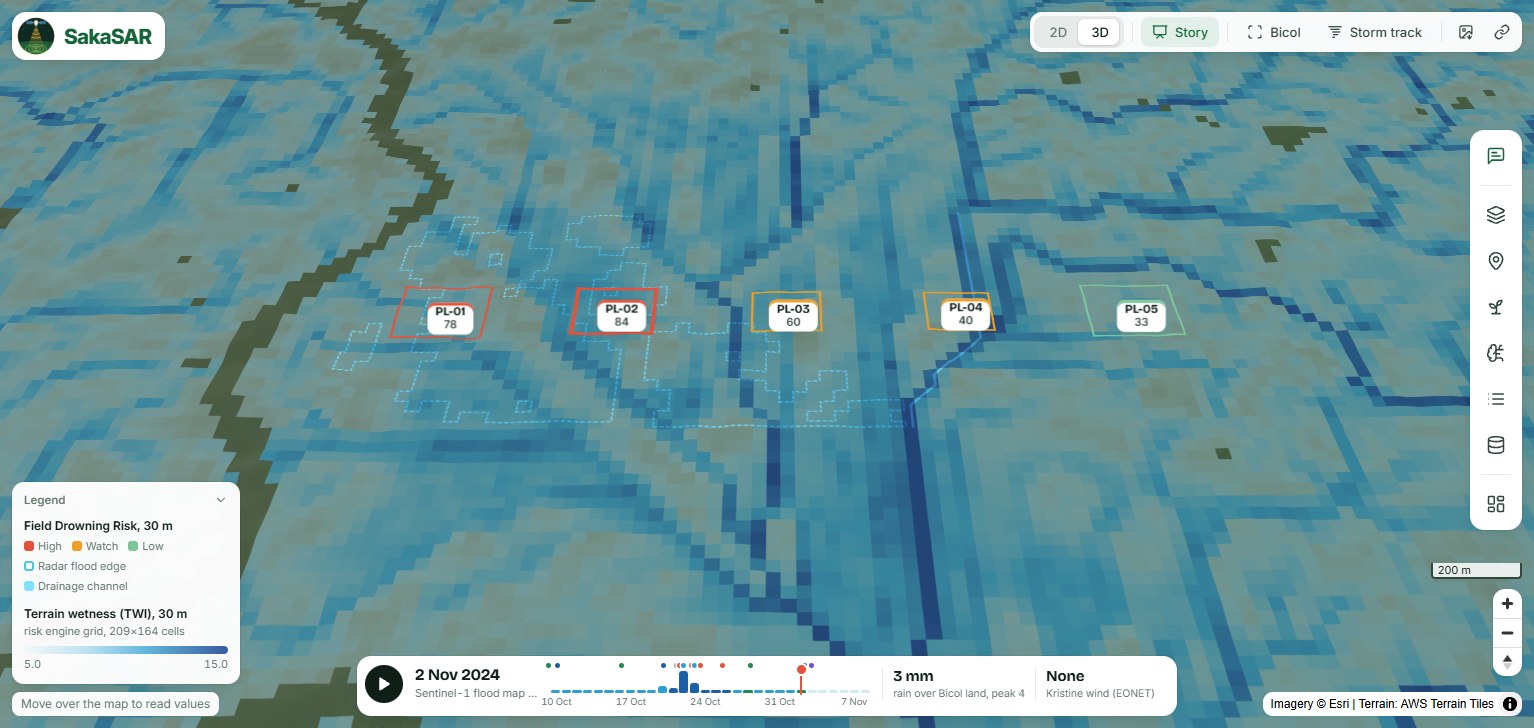 SakaSAR
2D 3D Story Bicol Storm track
PL-01
78
PL-02
84
PL-03
60
PL-04
40
PL-05
33
Legend
Field Drowning Risk, 30 m
High Watch Low
Radar flood edge
Drainage channel
Terrain wetness (TWI), 30 m
risk engine grid, 209×164 cells
5.0 15.0
Move over the map to read values
2 Nov 2024
Sentinel-1 flood map ...
10 Oct 17 Oct 24 Oct 31 Oct 7 Nov
3 mm
rain over Bicol land, peak 4
None
Kristine wind (EONET)
200 m
Imagery © Esri | Terrain: AWS Terrain Tiles